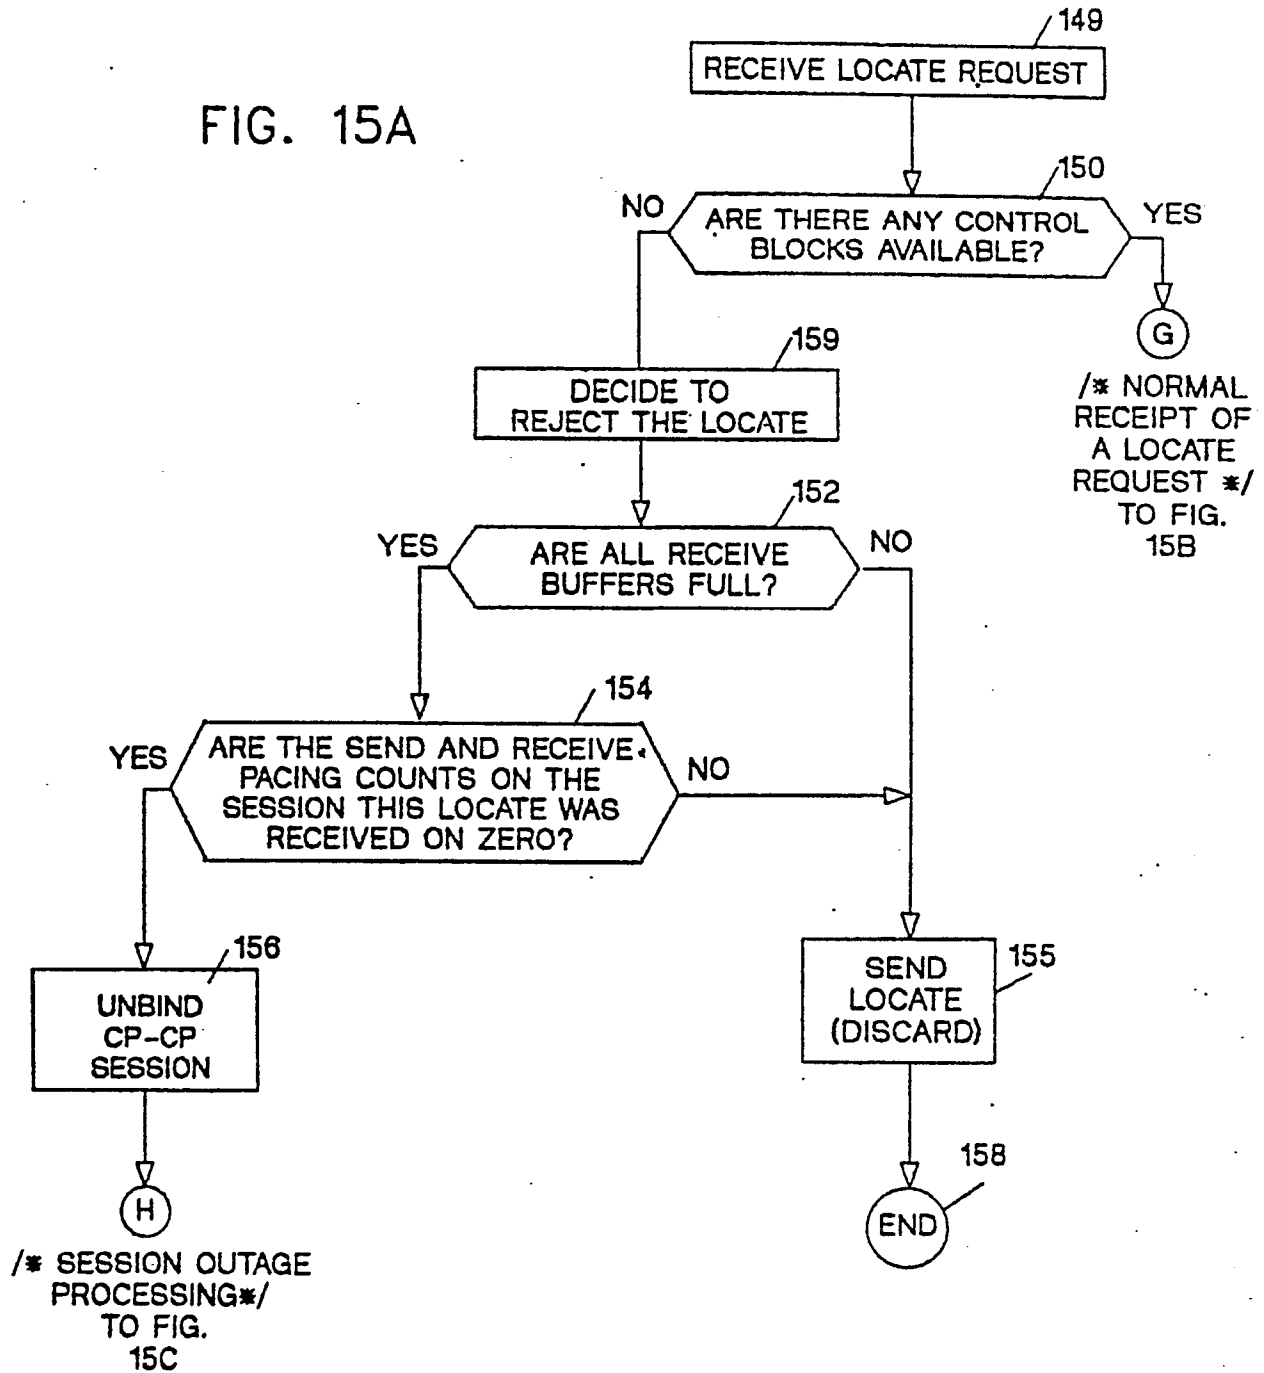 149
RECEIVE LOCATE REQUEST
FIG. 15A
150
NO
ARE THERE ANY CONTROL
BLOCKS AVAILABLE?
YES
G
/* NORMAL
RECEIPT OF
A LOCATE
REQUEST */
TO FIG.
15B
159
DECIDE TO
REJECT THE LOCATE
152
YES
ARE ALL RECEIVE
BUFFERS FULL?
NO
154
YES
ARE THE SEND AND RECEIVE
PACING COUNTS ON THE
SESSION THIS LOCATE WAS
RECEIVED ON ZERO?
NO
156
UNBIND
CP-CP
SESSION
155
SEND
LOCATE
(DISCARD)
H
/* SESSION OUTAGE
PROCESSING*/
TO FIG.
15C
158
END